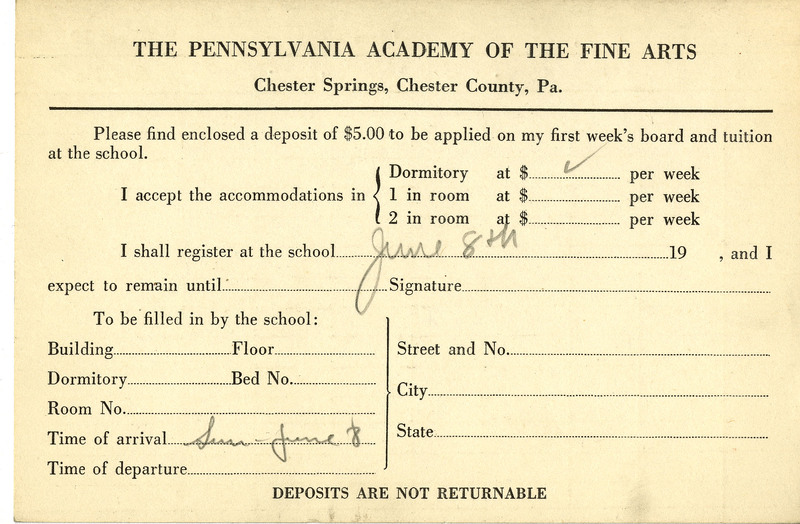 THE PENNSYLVANIA ACADEMY OF THE FINE ARTS
Chester Springs, Chester County, Pa.
Please find enclosed a deposit of $5.00 to be applied on my first week's board and tuition
at the school.
I accept the accommodations in
Dormitory at $ ✓ per week
1 in room at $ per week
2 in room at $ per week
I shall register at the school June 8th 19 , and I
expect to remain until Signature
To be filled in by the school:
Building Floor
Dormitory Bed No.
Room No.
Time of arrival Sun - June 8
Time of departure
Street and No.
City
State
DEPOSITS ARE NOT RETURNABLE